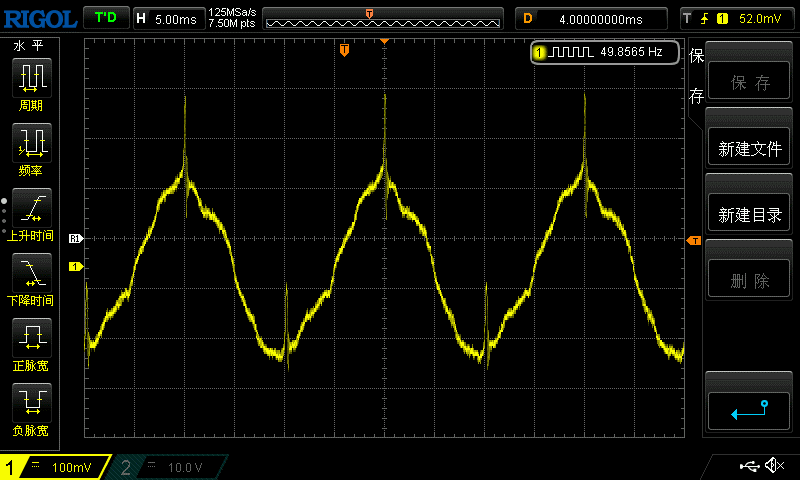 RIGOL T'D H 5.00ms 125MSa/s 7.50M pts T D 4.00000000ms T 1 52.0mV
水 平
周期
频率
上升时间
下降时间
正脉宽
负脉宽
T
1 49.8565 Hz
R1
1
T
保存
保 存
新建文件
新建目录
删 除
1 100mV 2 10.0 V